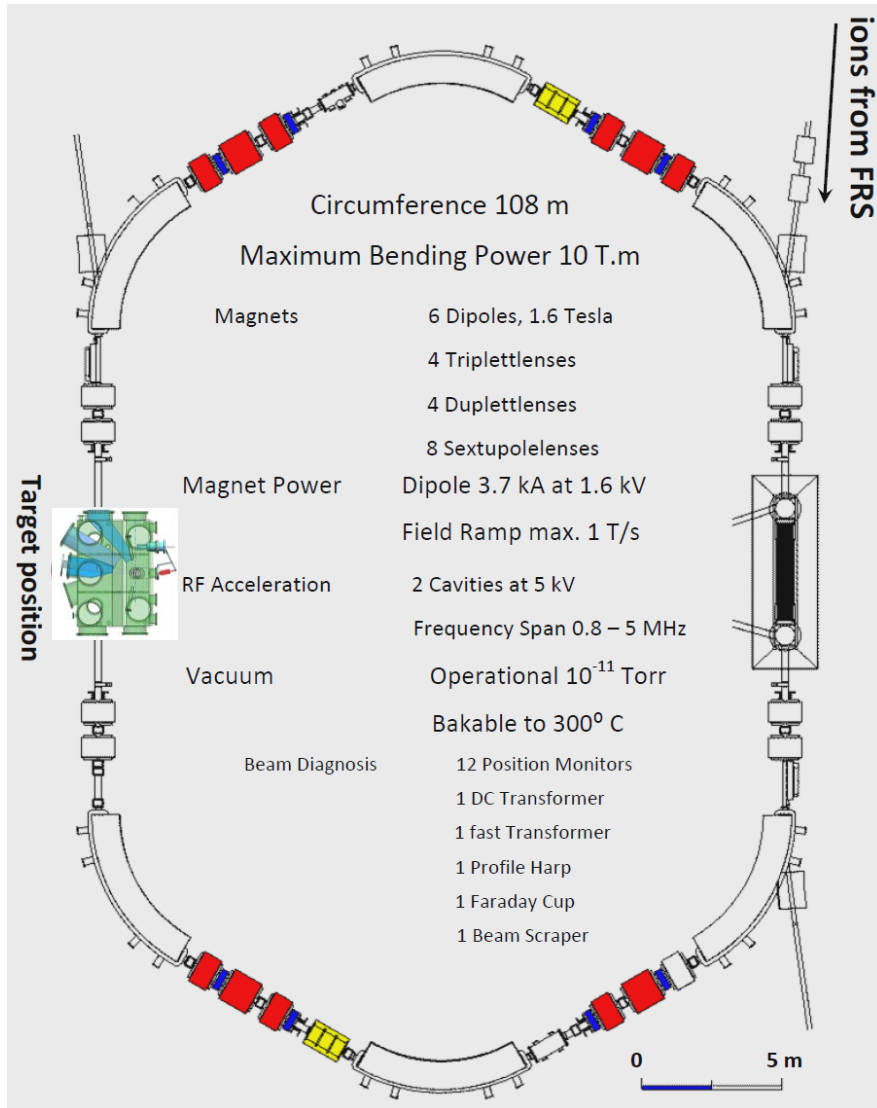 ions from FRS
Circumference 108 m
Maximum Bending Power 10 T.m
Magnets 6 Dipoles, 1.6 Tesla
4 Triplettlenses
4 Duplettlenses
8 Sextupolelenses
Magnet Power Dipole 3.7 kA at 1.6 kV
Field Ramp max. 1 T/s
Target position
RF Acceleration 2 Cavities at 5 kV
Frequency Span 0.8 – 5 MHz
Vacuum Operational 10⁻¹¹ Torr
Bakable to 300⁰ C
Beam Diagnosis 12 Position Monitors
1 DC Transformer
1 fast Transformer
1 Profile Harp
1 Faraday Cup
1 Beam Scraper
0 5 m